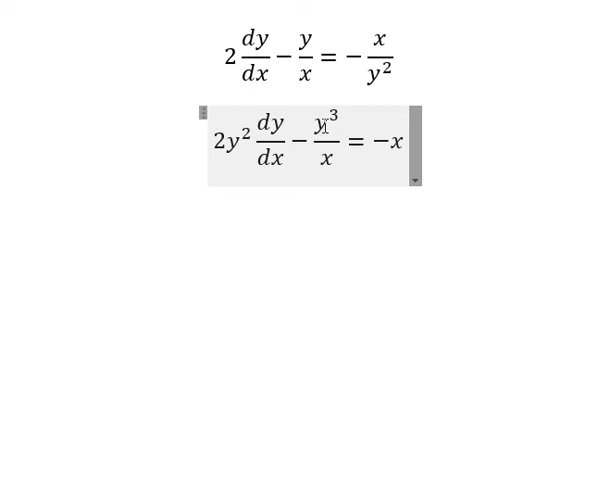 2 dy/dx − y/x = − x/y²
2y² dy/dx − y³/x = −x